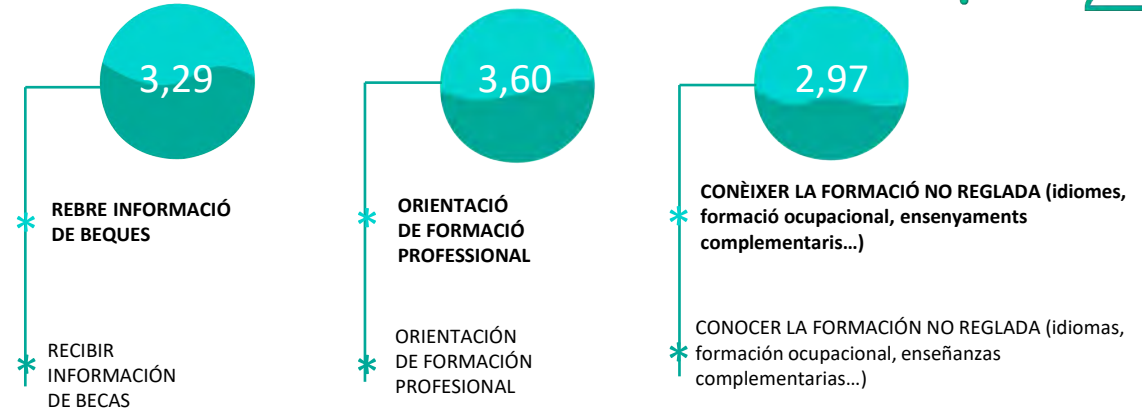 3,29
REBRE INFORMACIÓ
DE BEQUES
RECIBIR
INFORMACIÓN
DE BECAS
3,60
ORIENTACIÓ
DE FORMACIÓ
PROFESSIONAL
ORIENTACIÓN
DE FORMACIÓN
PROFESIONAL
2,97
CONÈIXER LA FORMACIÓ NO REGLADA (idiomes,
formació ocupacional, ensenyaments
complementaris...)
CONOCER LA FORMACIÓN NO REGLADA (idiomas,
formación ocupacional, enseñanzas
complementarias...)